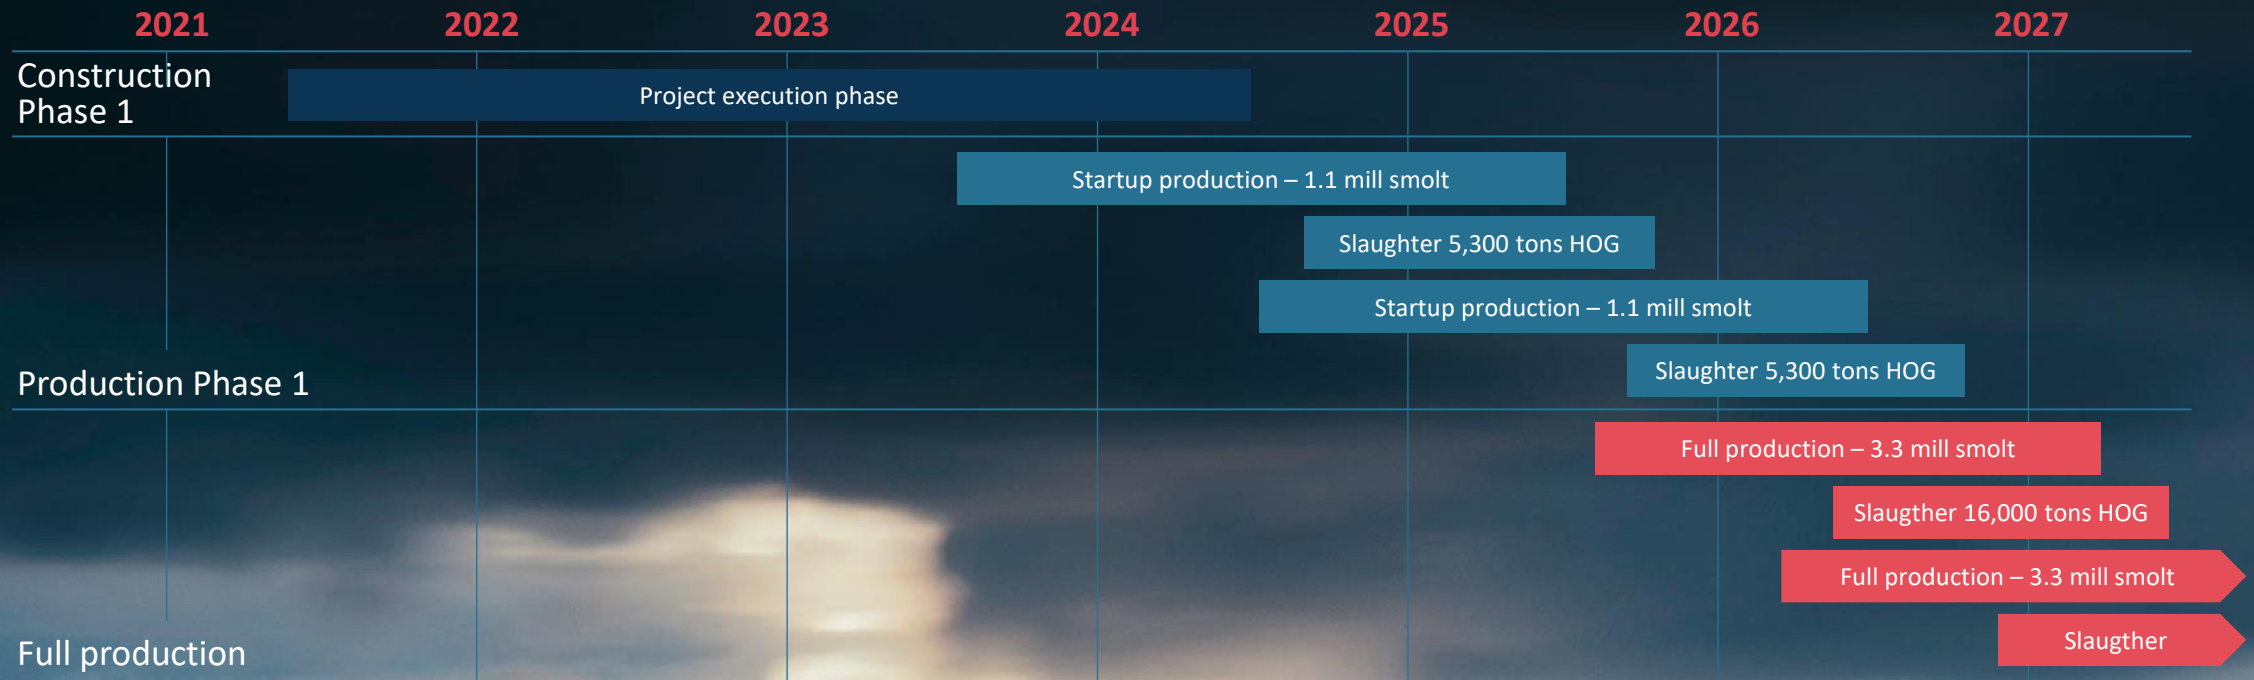 2021 2022 2023 2024 2025 2026 2027
Construction
Phase 1
Project execution phase
Startup production – 1.1 mill smolt
Slaughter 5,300 tons HOG
Startup production – 1.1 mill smolt
Slaughter 5,300 tons HOG
Production Phase 1
Full production – 3.3 mill smolt
Slaugther 16,000 tons HOG
Full production – 3.3 mill smolt
Slaugther
Full production